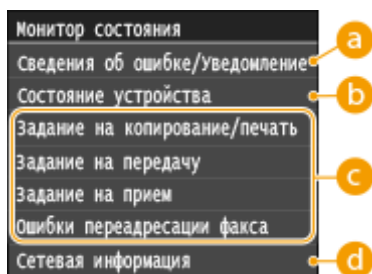 Монитор состояния
Сведения об ошибке/Уведомление
a
Состояние устройства
b
Задание на копирование/печать
Задание на передачу
c
Задание на прием
Ошибки переадресации факса
Сетевая информация
d